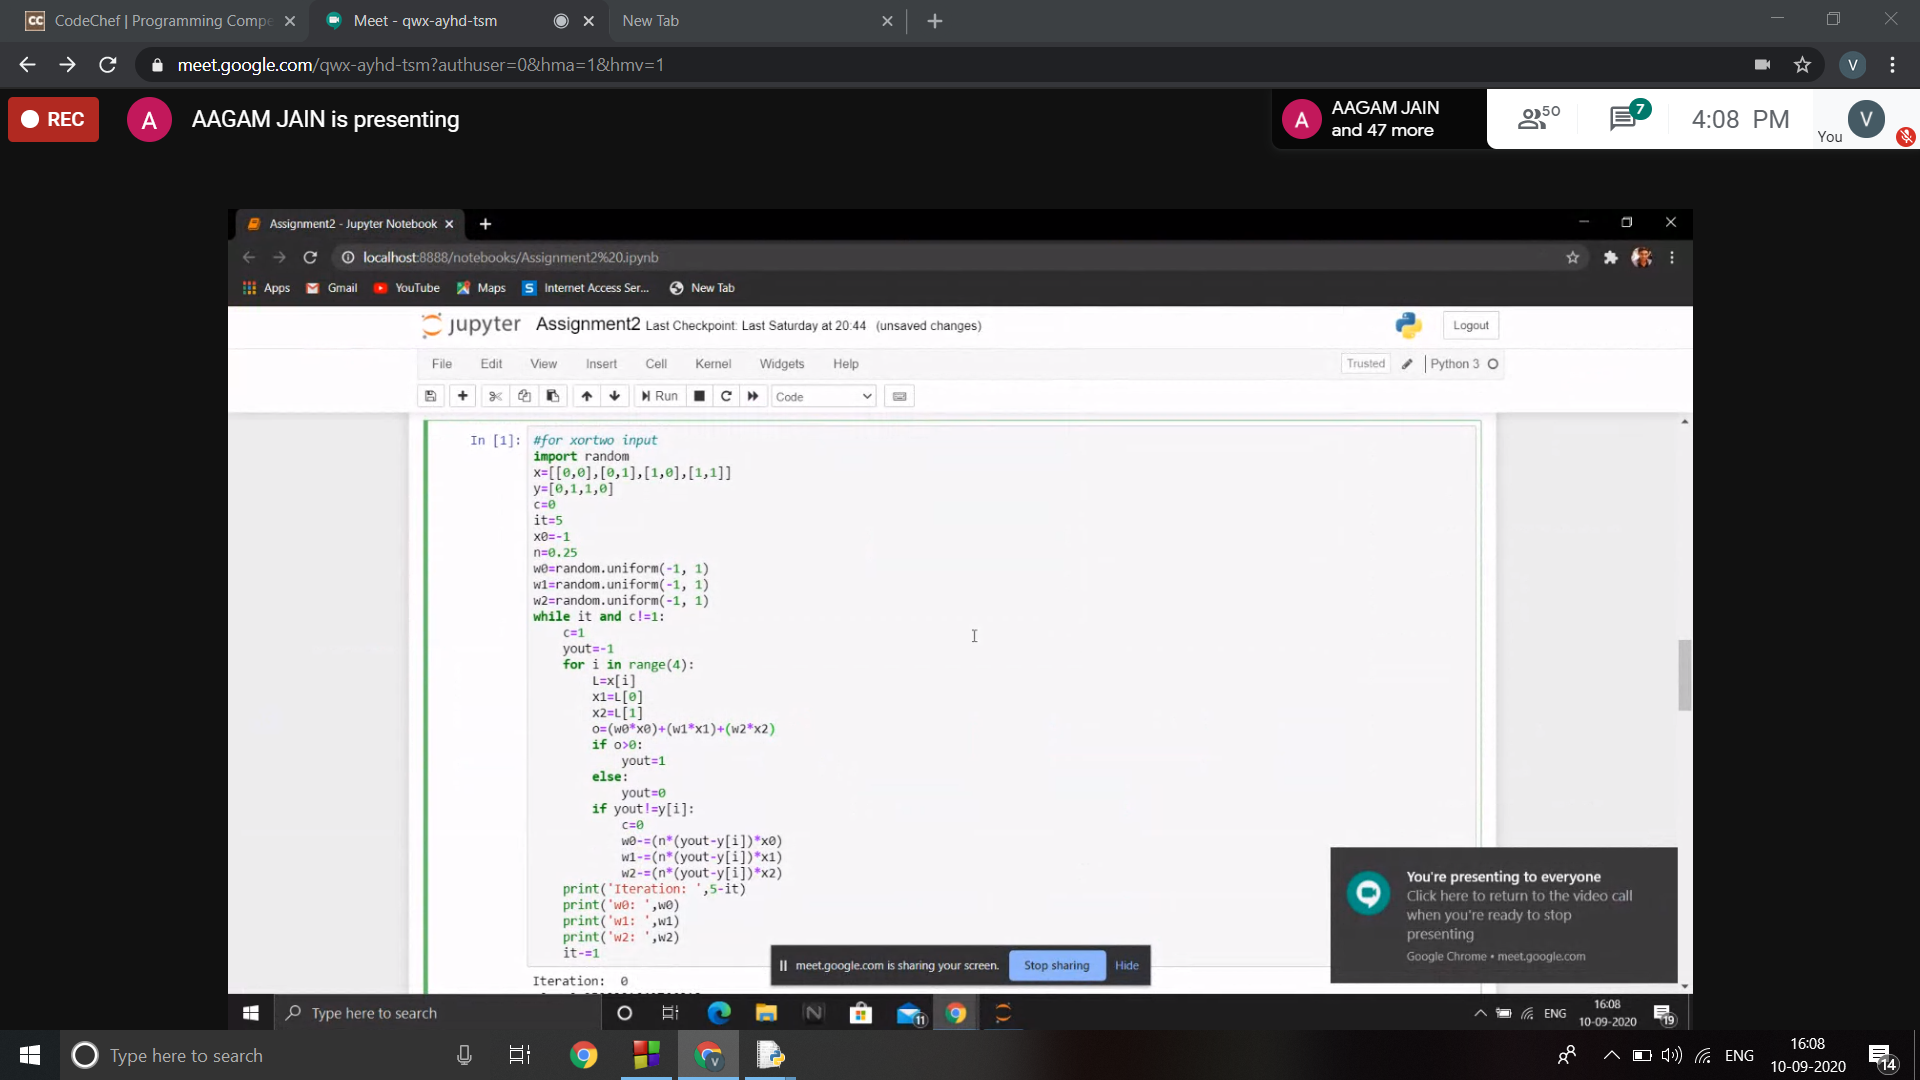 CodeChef | Programming Compe
Meet - qwx-ayhd-tsm
New Tab
meet.google.com/qwx-ayhd-tsm?authuser=0&hma=1&hmv=1
V
REC
A
AAGAM JAIN is presenting
A
AAGAM JAIN
and 47 more
50
7
4:08 PM
You
V
Assignment2 - Jupyter Notebook
localhost:8888/notebooks/Assignment2%20.ipynb
Apps
Gmail
YouTube
Maps
Internet Access Ser...
New Tab
jupyter
Assignment2 Last Checkpoint: Last Saturday at 20:44 (unsaved changes)
Logout
File Edit View Insert Cell Kernel Widgets Help
Trusted
Python 3
Run
Code
In [1]:
#for xortwo input
import random
x=[[0,0],[0,1],[1,0],[1,1]]
y=[0,1,1,0]
c=0
it=5
x0=-1
n=0.25
w0=random.uniform(-1, 1)
w1=random.uniform(-1, 1)
w2=random.uniform(-1, 1)
while it and c!=1:
    c=1
    yout=-1
    for i in range(4):
        L=x[i]
        x1=L[0]
        x2=L[1]
        o=(w0*x0)+(w1*x1)+(w2*x2)
        if o>0:
            yout=1
        else:
            yout=0
        if yout!=y[i]:
            c=0
            w0-=(n*(yout-y[i])*x0)
            w1-=(n*(yout-y[i])*x1)
            w2-=(n*(yout-y[i])*x2)
    print('Iteration: ',5-it)
    print('w0: ',w0)
    print('w1: ',w1)
    print('w2: ',w2)
    it-=1
Iteration:  0
You're presenting to everyone
Click here to return to the video call
when you're ready to stop
presenting
Google Chrome • meet.google.com
meet.google.com is sharing your screen.
Stop sharing
Hide
Type here to search
11
ENG
16:08
10-09-2020
19
Type here to search
V
ENG
16:08
10-09-2020
14